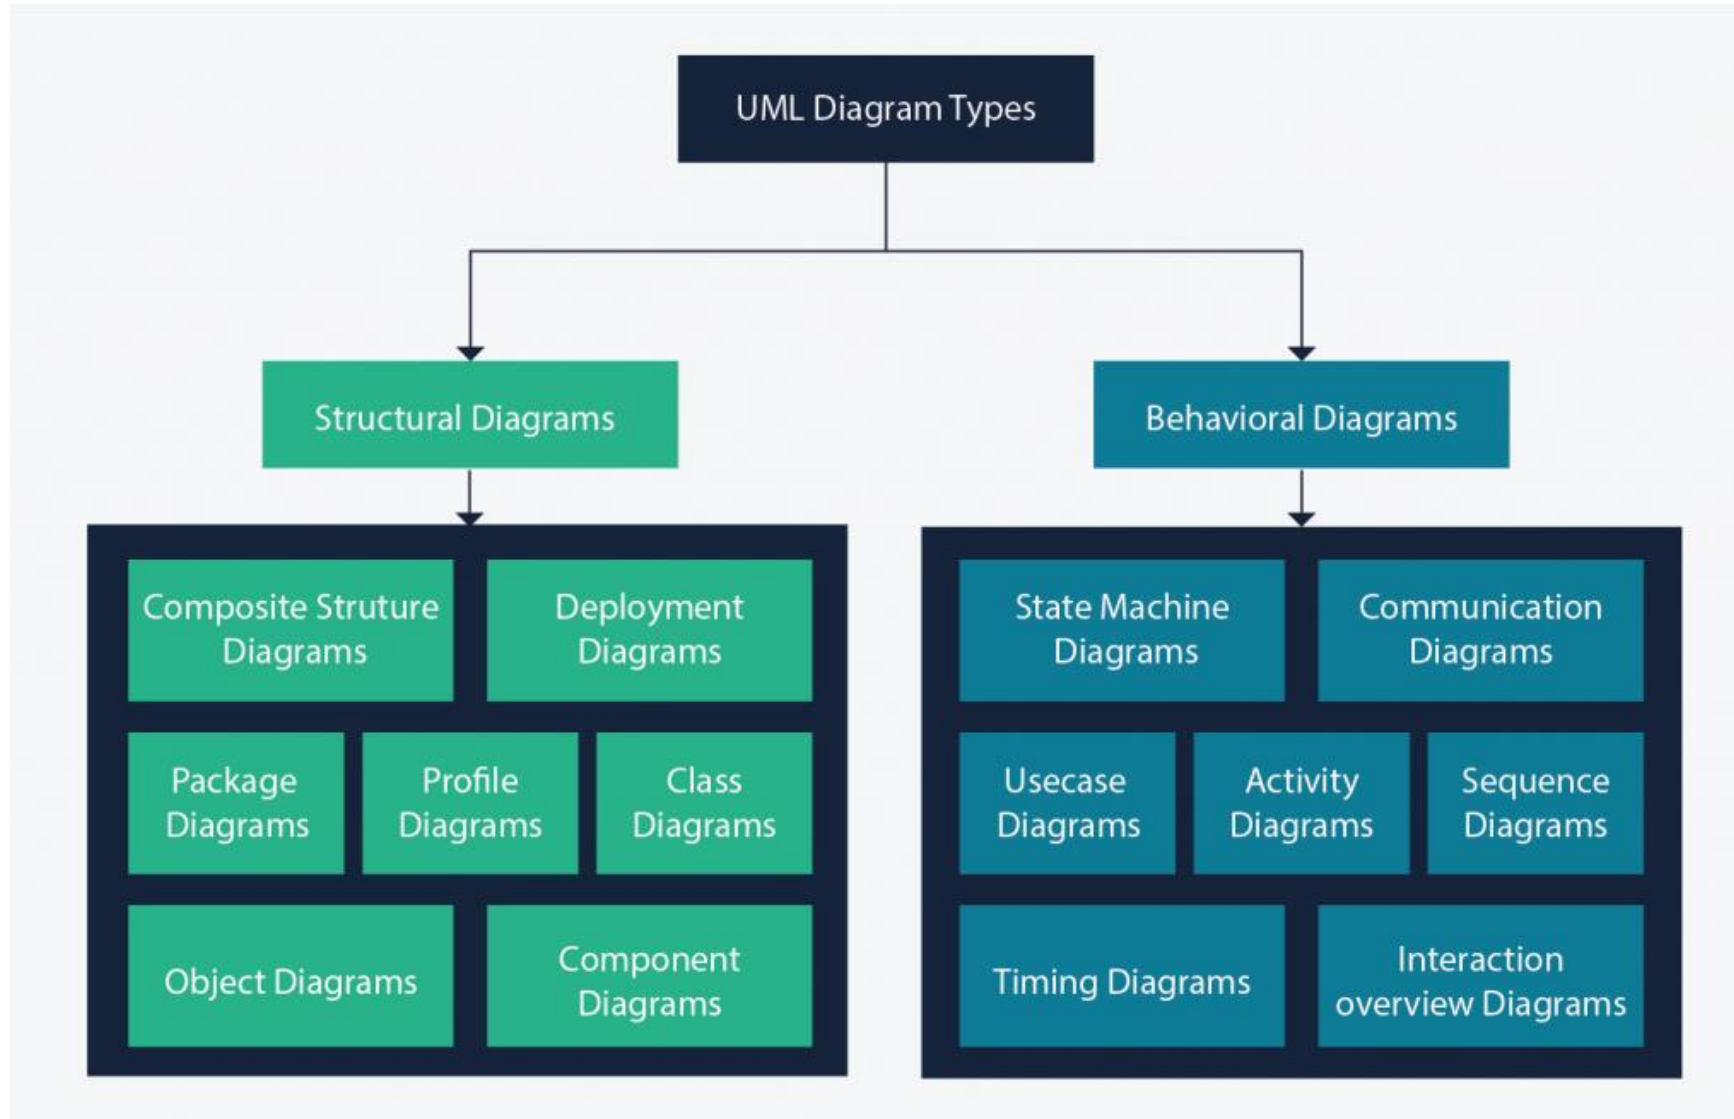 UML Diagram Types
Structural Diagrams
Behavioral Diagrams
Composite Struture
Diagrams
Deployment
Diagrams
Package
Diagrams
Profile
Diagrams
Class
Diagrams
Object Diagrams
Component
Diagrams
State Machine
Diagrams
Communication
Diagrams
Usecase
Diagrams
Activity
Diagrams
Sequence
Diagrams
Timing Diagrams
Interaction
overview Diagrams